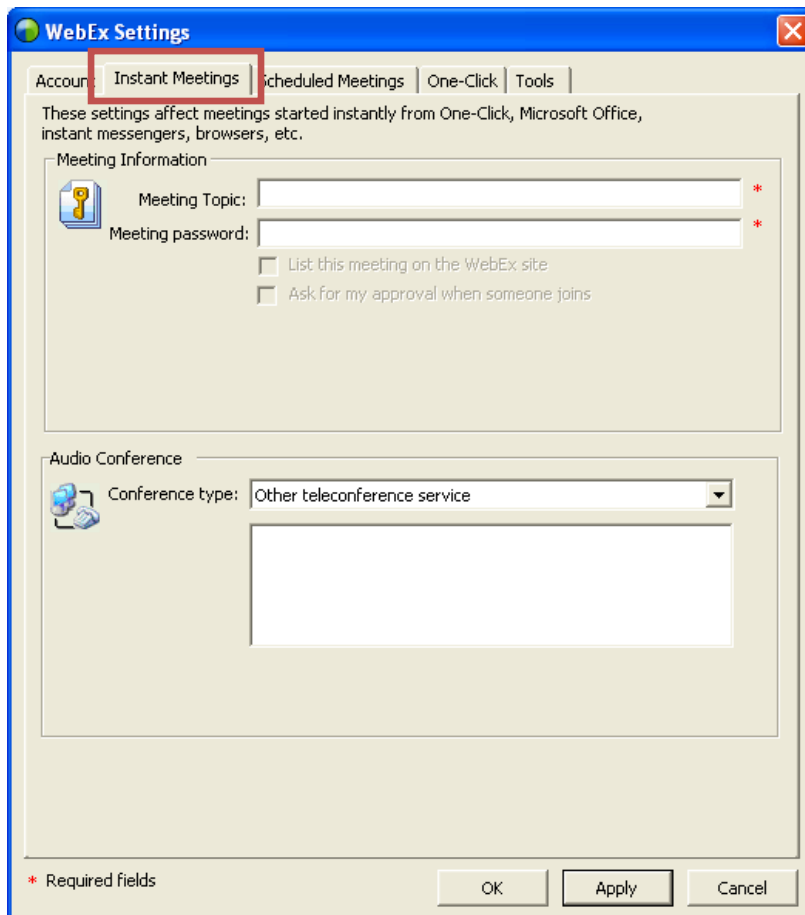 WebEx Settings
Account Instant Meetings Scheduled Meetings One-Click Tools
These settings affect meetings started instantly from One-Click, Microsoft Office,
instant messengers, browsers, etc.
Meeting Information
Meeting Topic: *
Meeting password: *
List this meeting on the WebEx site
Ask for my approval when someone joins
Audio Conference
Conference type: Other teleconference service
* Required fields
OK Apply Cancel